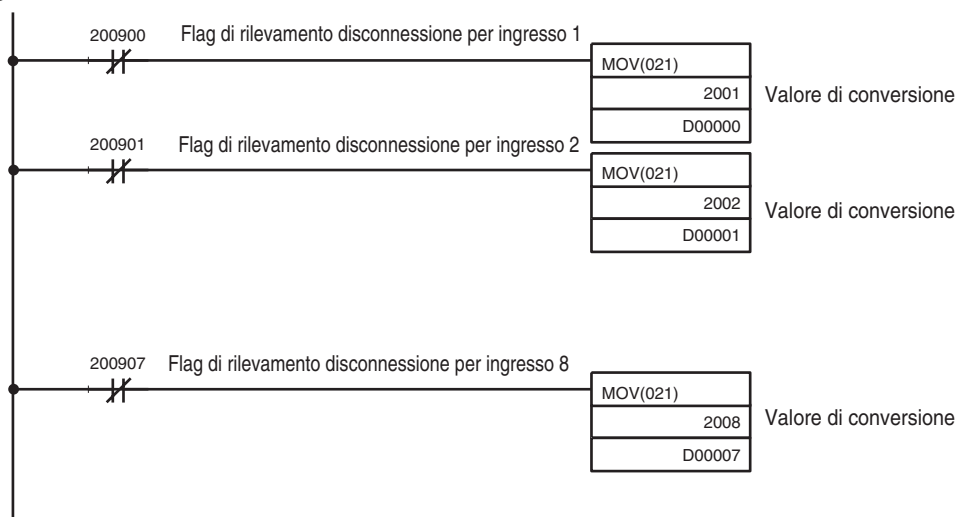 200900 Flag di rilevamento disconnessione per ingresso 1
MOV(021)
2001
Valore di conversione
D00000
200901 Flag di rilevamento disconnessione per ingresso 2
MOV(021)
2002
Valore di conversione
D00001
200907 Flag di rilevamento disconnessione per ingresso 8
MOV(021)
2008
Valore di conversione
D00007